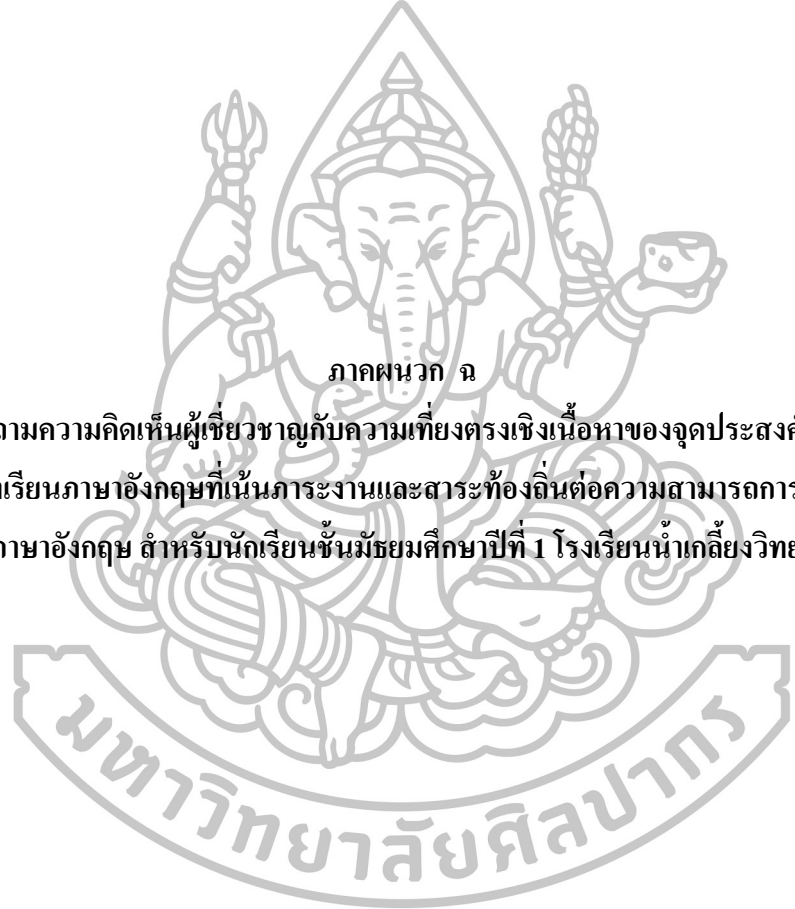 ภาคผนวก ฉ
ถามความคิดเห็นผู้เชี่ยวชาญกับความเที่ยงตรงเชิงเนื้อหาของจุดประสงค์
เรียนภาษาอังกฤษที่เน้นภาระงานและสาระท้องถิ่นต่อความสามารถการ
ภาษาอังกฤษ สำหรับนักเรียนชั้นมัธยมศึกษาปีที่ 1 โรงเรียนน้ำเกลี้ยงวิทย
มหาวิทยาลัยศิลปากร